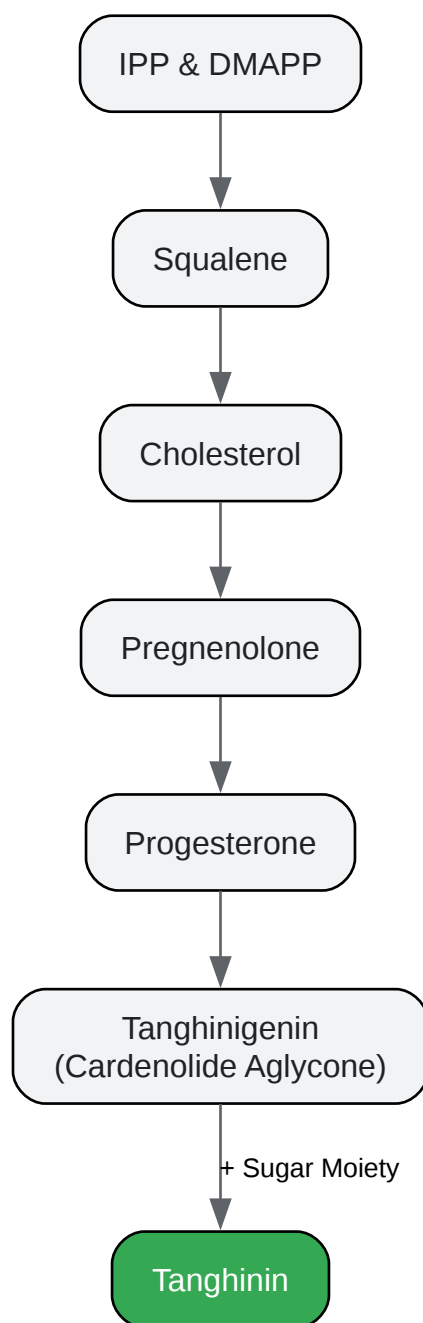 IPP & DMAPP
Squalene
Cholesterol
Pregnenolone
Progesterone
Tanghinigenin
(Cardenolide Aglycone)
+ Sugar Moiety
Tanghinin